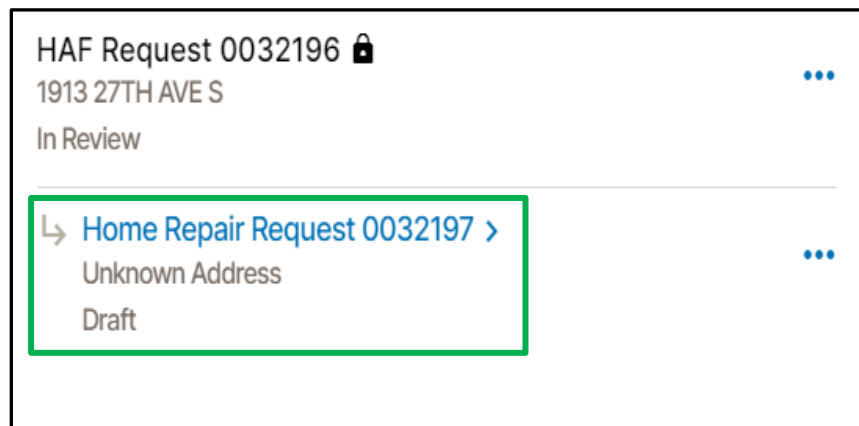 HAF Request 0032196
1913 27TH AVE S
In Review
Home Repair Request 0032197 >
Unknown Address
Draft